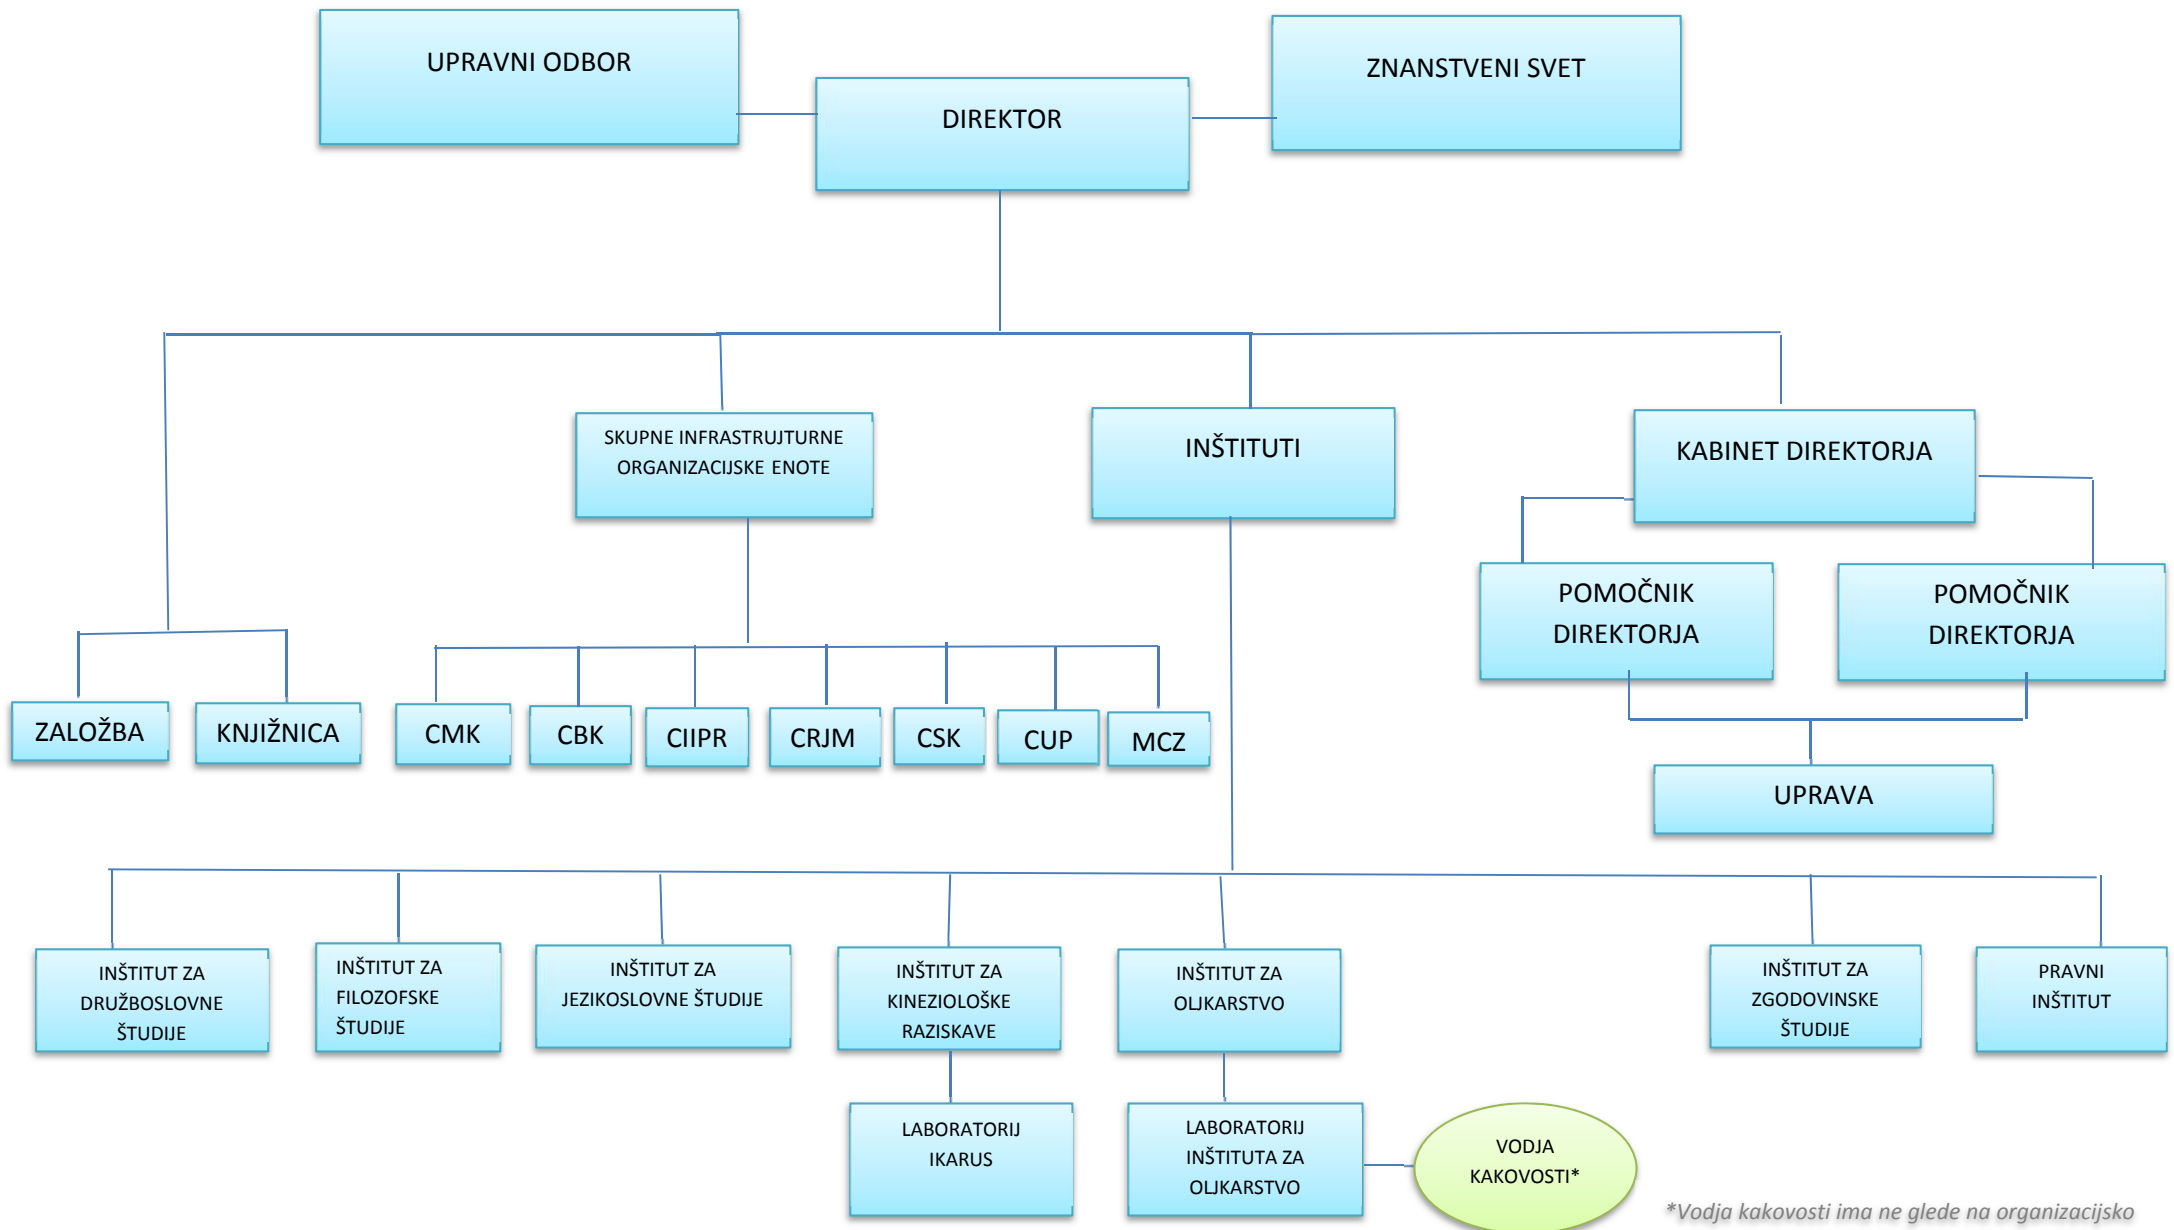 UPRAVNI ODBOR
DIREKTOR
ZNANSTVENI SVET
SKUPNE INFRASTRUJTURNE
ORGANIZACIJSKE ENOTE
INŠTITUTI
KABINET DIREKTORJA
POMOČNIK
DIREKTORJA
POMOČNIK
DIREKTORJA
ZALOŽBA
KNJIŽNICA
CMK
CBK
CIIPR
CRJM
CSK
CUP
MCZ
UPRAVA
INŠTITUT ZA
DRUŽBOSLOVNE
ŠTUDIJE
INŠTITUT ZA
FILOZOFSKE
ŠTUDIJE
INŠTITUT ZA
JEZIKOSLOVNE ŠTUDIJE
INŠTITUT ZA
KINEZIOLOŠKE
RAZISKAVE
INŠTITUT ZA
OLJKARSTVO
INŠTITUT ZA
ZGODOVINSKE
ŠTUDIJE
PRAVNI
INŠTITUT
LABORATORIJ
IKARUS
LABORATORIJ
INŠTITUTA ZA
OLJKARSTVO
VODJA
KAKOVOSTI*
*Vodja kakovosti ima ne glede na organizacijsko